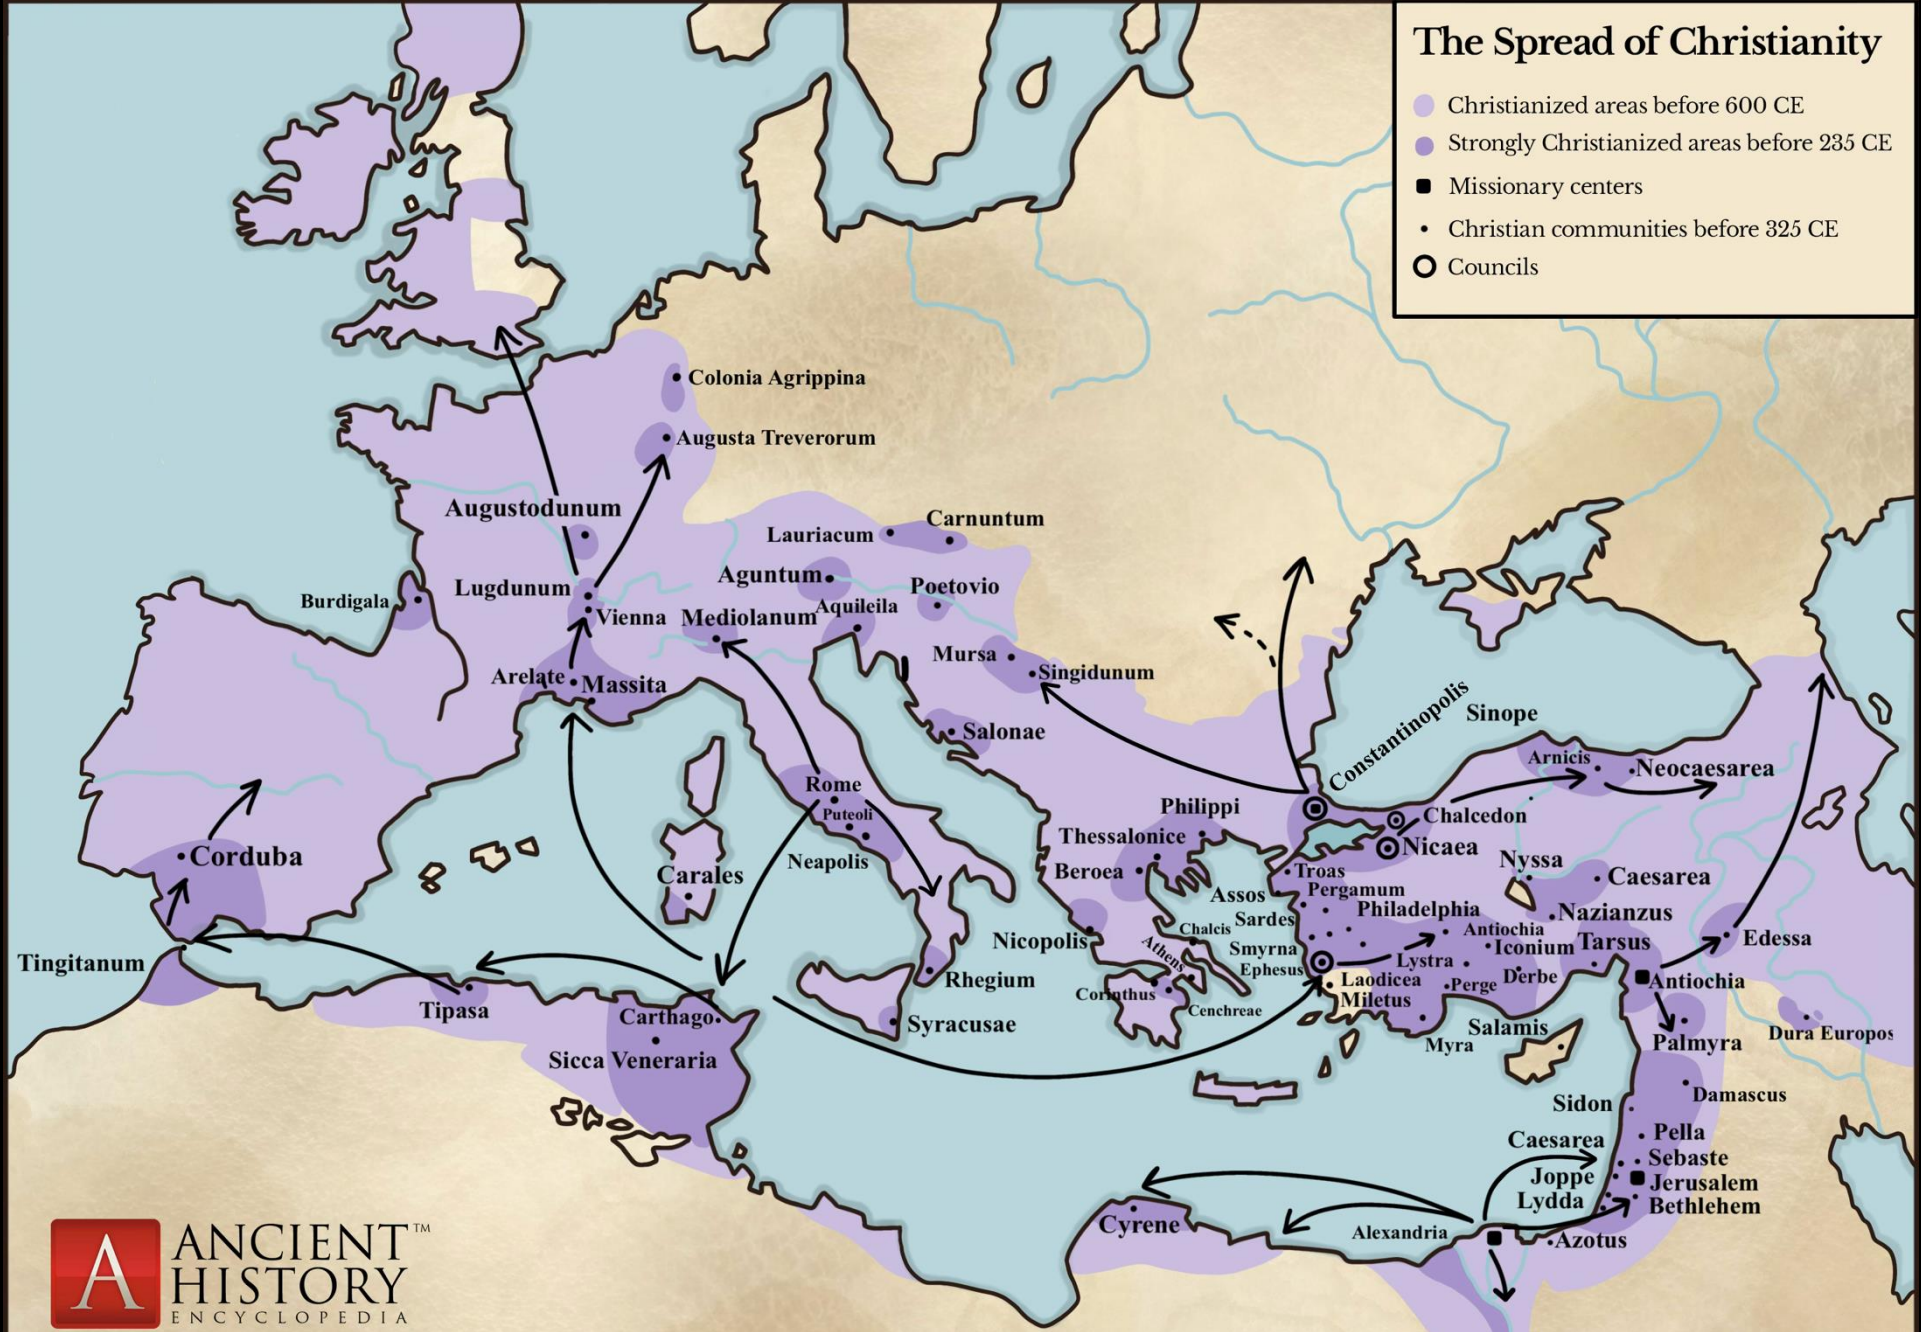 The Spread of Christianity
Christianized areas before 600 CE
Strongly Christianized areas before 235 CE
Missionary centers
Christian communities before 325 CE
Councils
Colonia Agrippina
Augusta Treverorum
Augustodunum
Lauriacum
Carnuntum
Aguntum
Poetovio
Lugdunum
Burdigala
Vienna
Mediolanum
Aquileila
Mursa
Singidunum
Arelate
Massita
Salonae
Constantinopolis
Sinope
Arnicis
Neocaesarea
Rome
Puteoli
Neapolis
Philippi
Thessalonice
Beroea
Chalcedon
Nicaea
Nyssa
Caesarea
Corduba
Carales
Troas
Pergamum
Assos
Sardes
Philadelphia
Nazianzus
Chalcis
Antiochia
Nicopolis
Athens
Smyrna
Iconium
Tarsus
Edessa
Ephesus
Lystra
Tingitanum
Rhegium
Laodicea
Derbe
Perge
Antiochia
Corinthus
Miletus
Tipasa
Carthago
Syracusae
Cenchreae
Salamis
Myra
Palmyra
Dura Europos
Sicca Veneraria
Damascus
Sidon
Pella
Caesarea
Sebaste
Joppe
Jerusalem
Lydda
Bethlehem
Cyrene
Alexandria
Azotus
A
ANCIENT™
HISTORY
ENCYCLOPEDIA